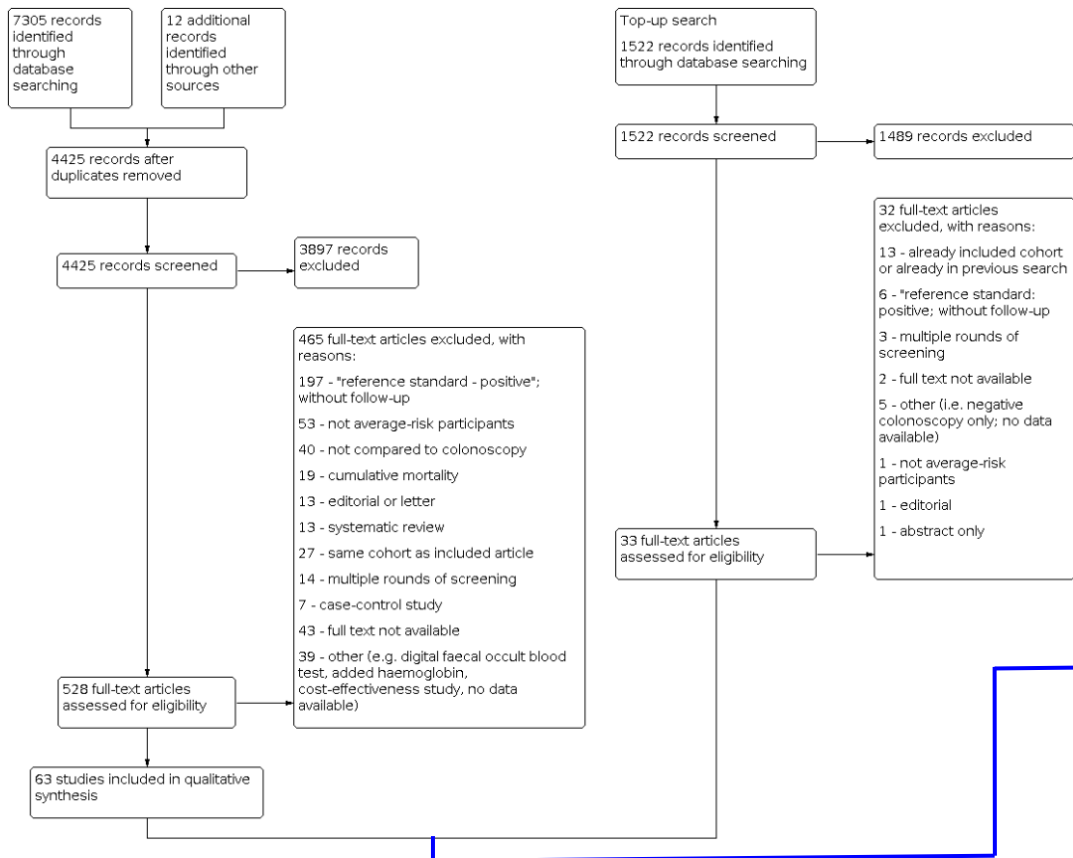 7305 records
identified
through
database
searching
12 additional
records
identified
through other
sources
4425 records after
duplicates removed
4425 records screened
3897 records
excluded
465 full-text articles excluded, with
reasons:
197 - "reference standard - positive";
without follow-up
53 - not average-risk participants
40 - not compared to colonoscopy
19 - cumulative mortality
13 - editorial or letter
13 - systematic review
27 - same cohort as included article
14 - multiple rounds of screening
7 - case-control study
43 - full text not available
39 - other (e.g. digital faecal occult blood
test, added haemoglobin,
cost-effectiveness study, no data
available)
528 full-text articles
assessed for eligibility
63 studies included in qualitative
synthesis
Top-up search
1522 records identified
through database searching
1522 records screened
1489 records excluded
32 full-text articles
excluded, with reasons:
13 - already included cohort
or already in previous search
6 - "reference standard:
positive; without follow-up
3 - multiple rounds of
screening
2 - full text not available
5 - other (i.e. negative
colonoscopy only; no data
available)
1 - not average-risk
participants
1 - editorial
1 - abstract only
33 full-text articles
assessed for eligibility